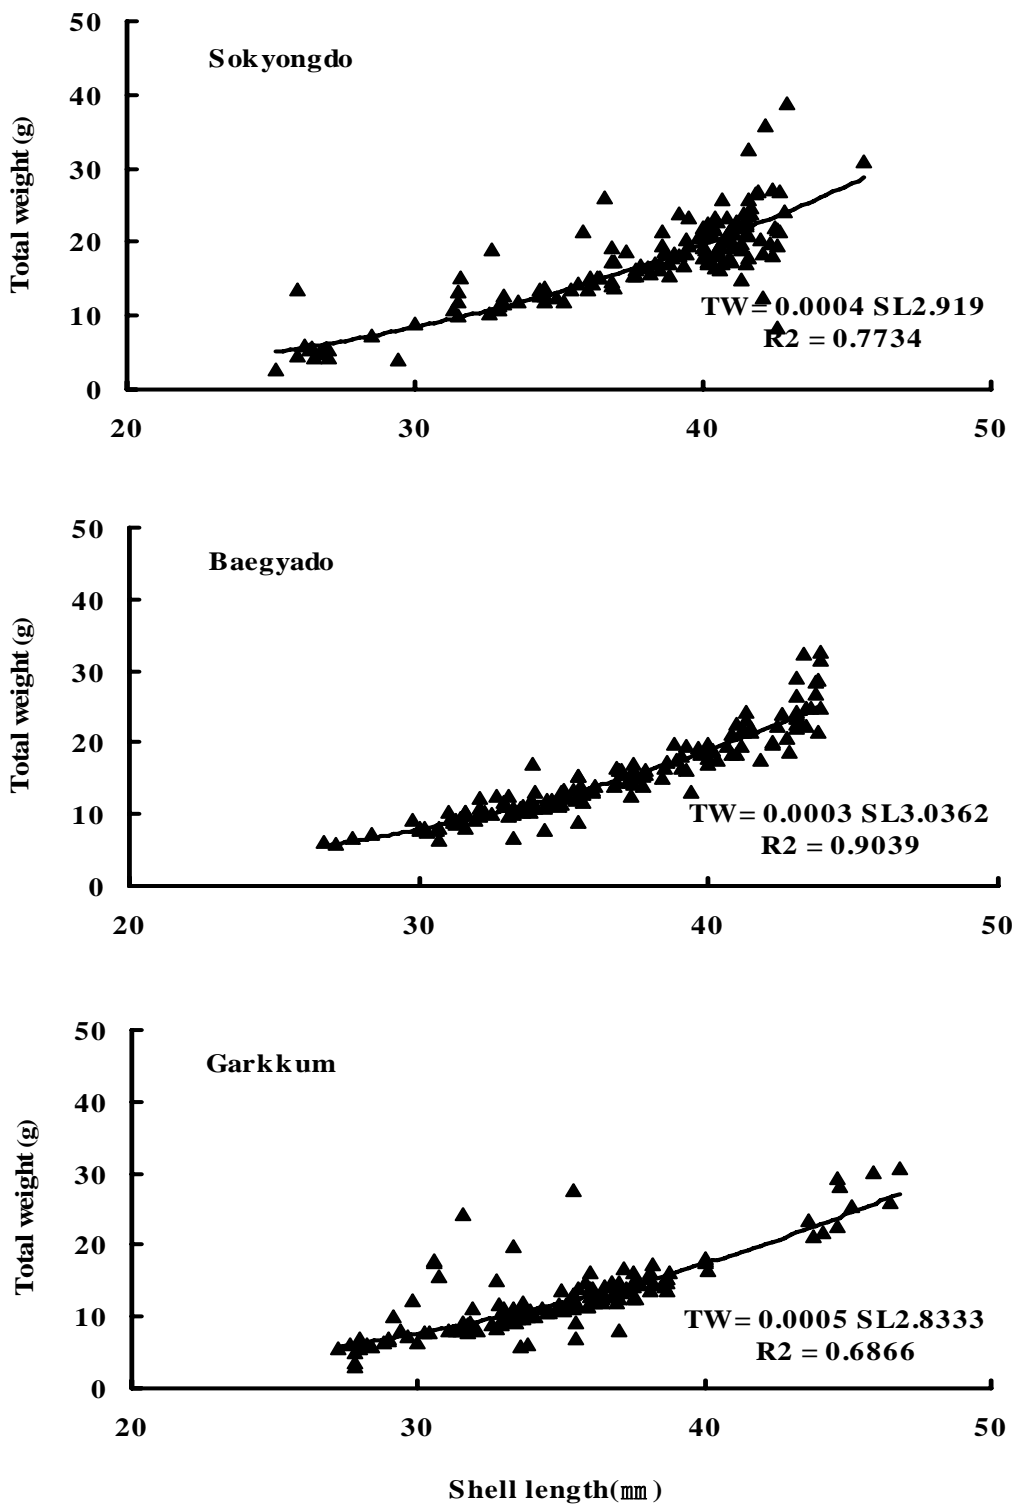 50
Sokyongdo
40
30
20
10
0
Total weight (g)
TW= 0.0004 SL2.919
R2 = 0.7734
20 30 40 50
50
Baegyado
40
30
20
10
0
Total weight (g)
TW= 0.0003 SL3.0362
R2 = 0.9039
20 30 40 50
50
Garkkum
40
30
20
10
0
Total weight (g)
TW= 0.0005 SL2.8333
R2 = 0.6866
20 30 40 50
Shell length(㎜)